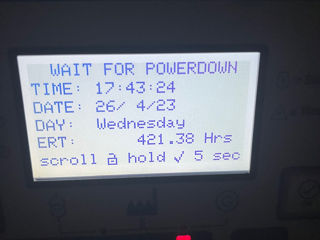 WAIT FOR POWERDOWN
TIME: 17:43:24
DATE: 26/ 4/23
DAY: Wednesday
ERT: 421.38 Hrs
scroll hold ✓ 5 sec